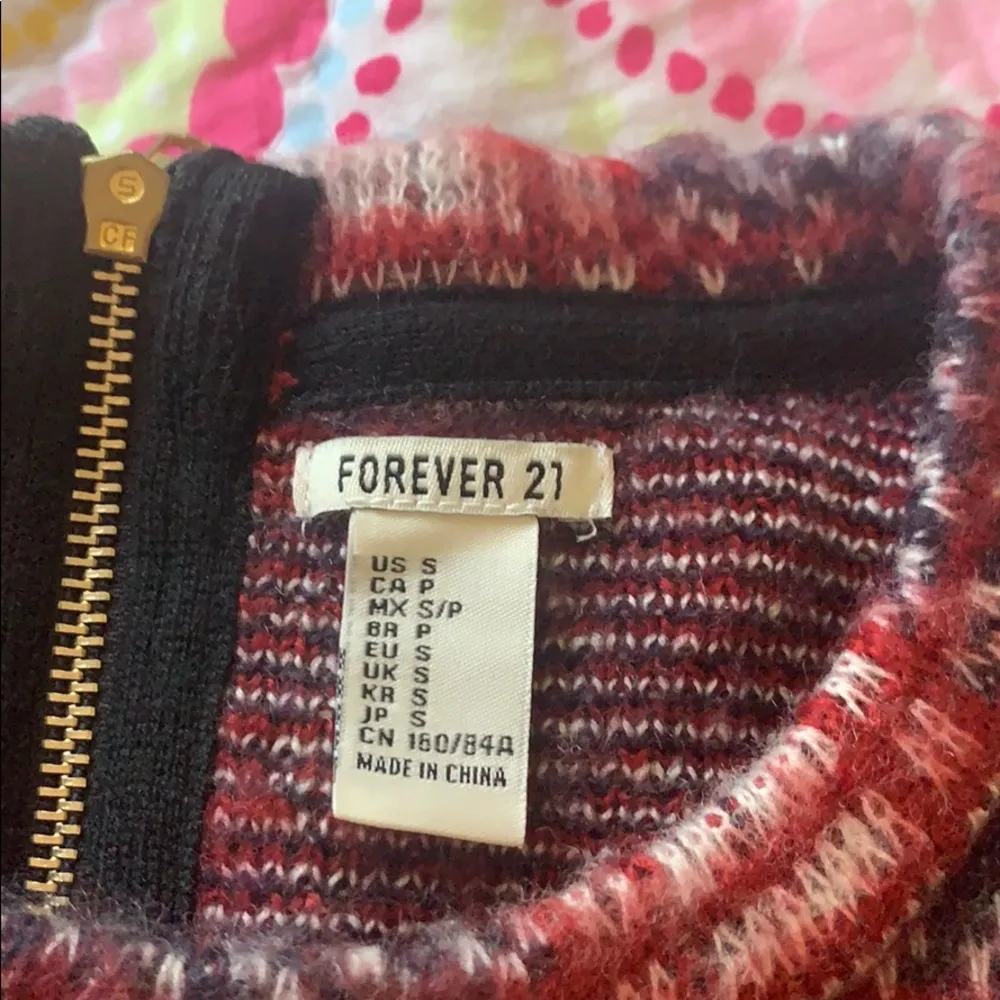 S
CF
FOREVER 21
US S
CA P
MX S/P
BR P
EU S
UK S
KR S
JP S
CN 160/84A
MADE IN CHINA